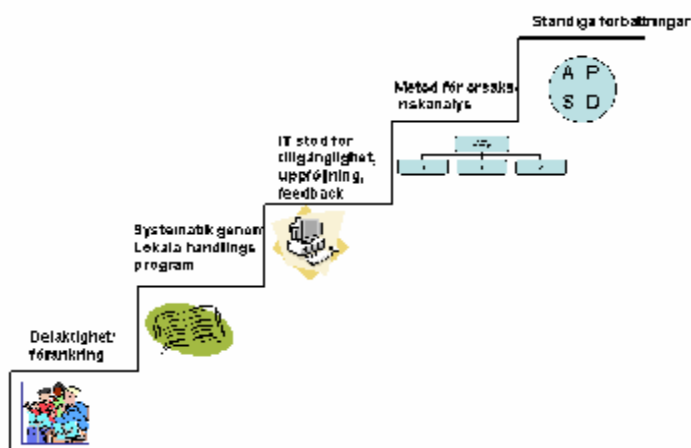 Ständiga förbättringar
A P
S D
Metod för orsaks-
riskanalys
IT stöd för
tillgänglighet,
uppföljning,
feedback
Systematik genom
Lokala handlings
program
Delaktighet/
förankring